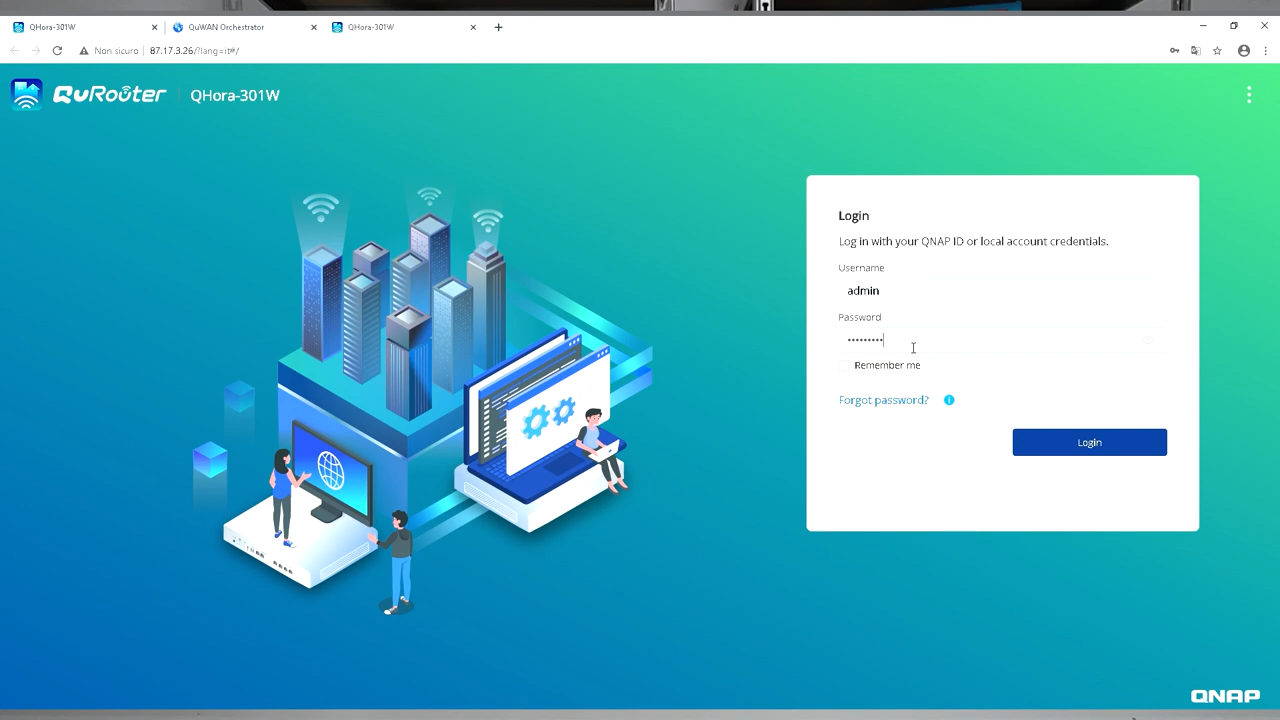 QHora-301W
QuWAN Orchestrator
QHora-301W
Non sicuro
87.17.3.26/?lang=it#/
QuRouter
QHora-301W
Login
Log in with your QNAP ID or local account credentials.
Username
admin
Password
•••••••••
Remember me
Forgot password?
Login
QNAP